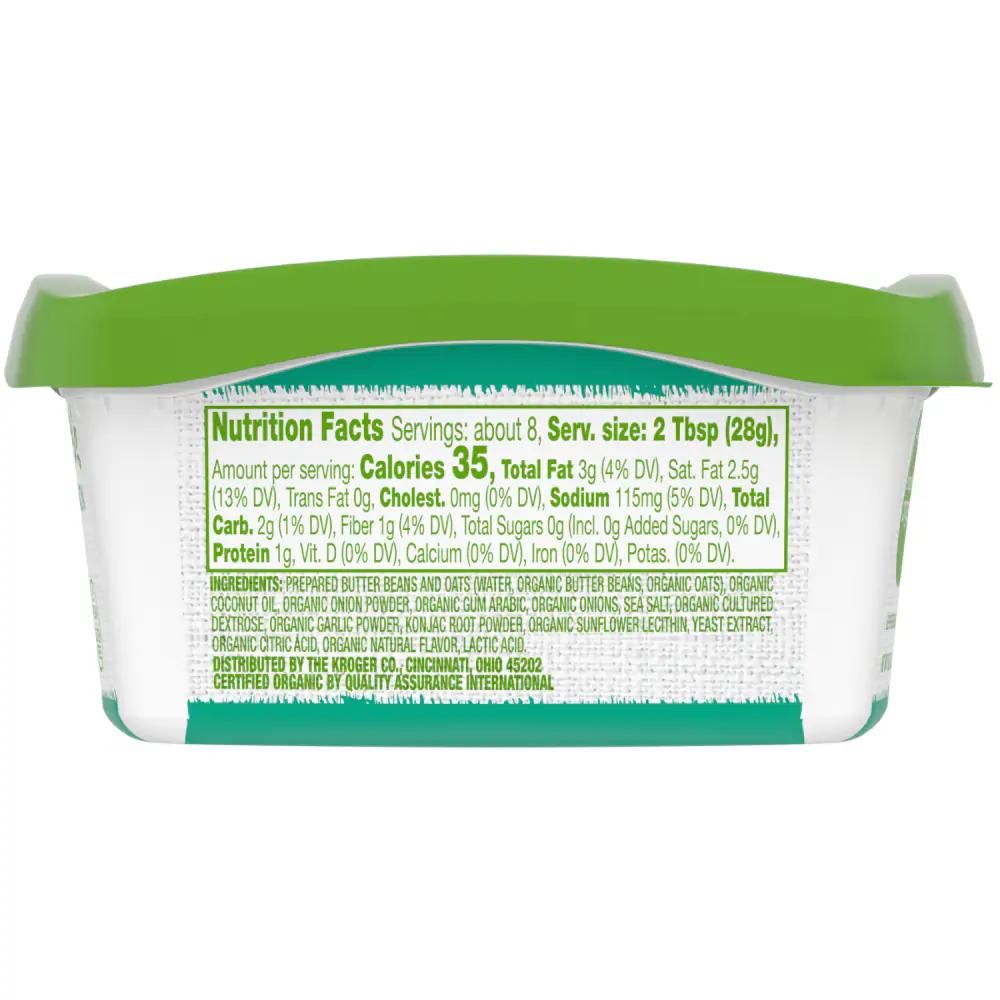 Nutrition Facts Servings: about 8, Serv. size: 2 Tbsp (28g),
Amount per serving: Calories 35, Total Fat 3g (4% DV), Sat. Fat 2.5g
(13% DV), Trans Fat 0g, Cholest. 0mg (0% DV), Sodium 115mg (5% DV), Total
Carb. 2g (1% DV), Fiber 1g (4% DV), Total Sugars 0g (Incl. 0g Added Sugars, 0% DV),
Protein 1g, Vit. D (0% DV), Calcium (0% DV), Iron (0% DV), Potas. (0% DV).
INGREDIENTS: PREPARED BUTTER BEANS AND OATS (WATER, ORGANIC BUTTER BEANS, ORGANIC OATS), ORGANIC
COCONUT OIL, ORGANIC ONION POWDER, ORGANIC GUM ARABIC, ORGANIC ONIONS, SEA SALT, ORGANIC CULTURED
DEXTROSE, ORGANIC GARLIC POWDER, KONJAC ROOT POWDER, ORGANIC SUNFLOWER LECITHIN, YEAST EXTRACT,
ORGANIC CITRIC ACID, ORGANIC NATURAL FLAVOR, LACTIC ACID.
DISTRIBUTED BY THE KROGER CO., CINCINNATI, OHIO 45202
CERTIFIED ORGANIC BY QUALITY ASSURANCE INTERNATIONAL